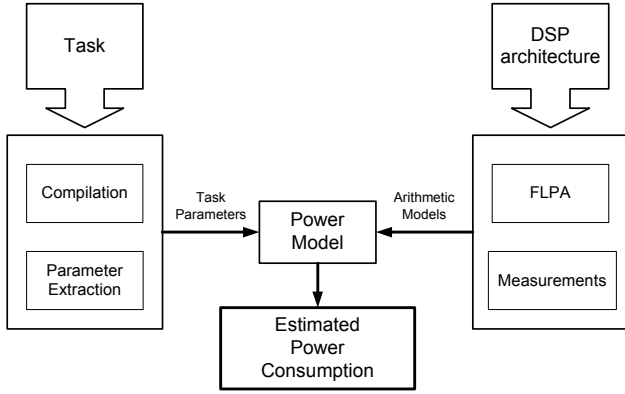 Task
DSP
architecture
Compilation
Parameter
Extraction
Task
Parameters
Power
Model
Arithmetic
Models
FLPA
Measurements
Estimated
Power
Consumption